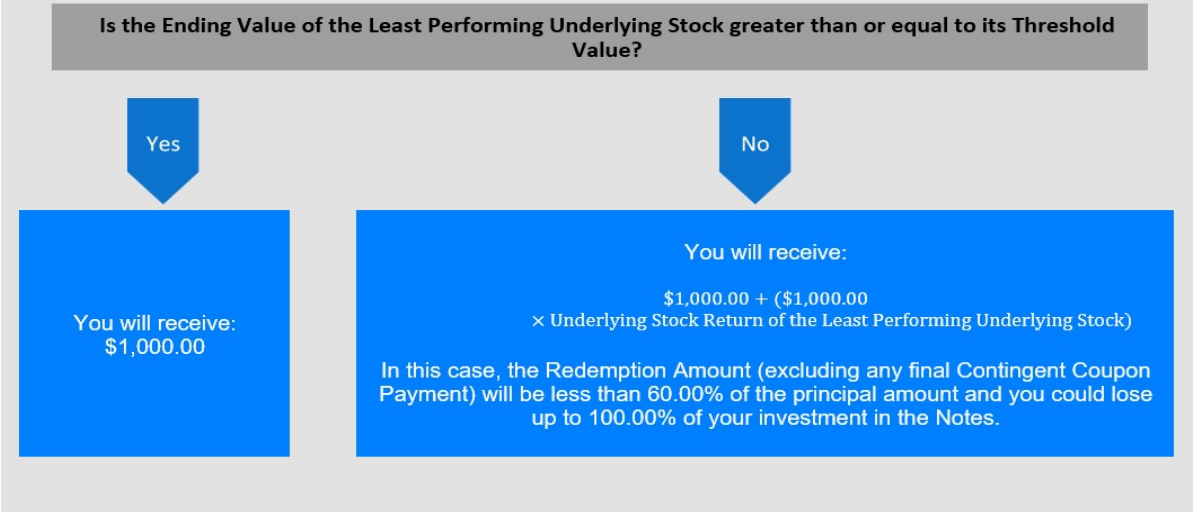 Is the Ending Value of the Least Performing Underlying Stock greater than or equal to its Threshold
Value?
Yes
No
You will receive:
$1,000.00
You will receive:
$1,000.00 + ($1,000.00
× Underlying Stock Return of the Least Performing Underlying Stock)
In this case, the Redemption Amount (excluding any final Contingent Coupon
Payment) will be less than 60.00% of the principal amount and you could lose
up to 100.00% of your investment in the Notes.